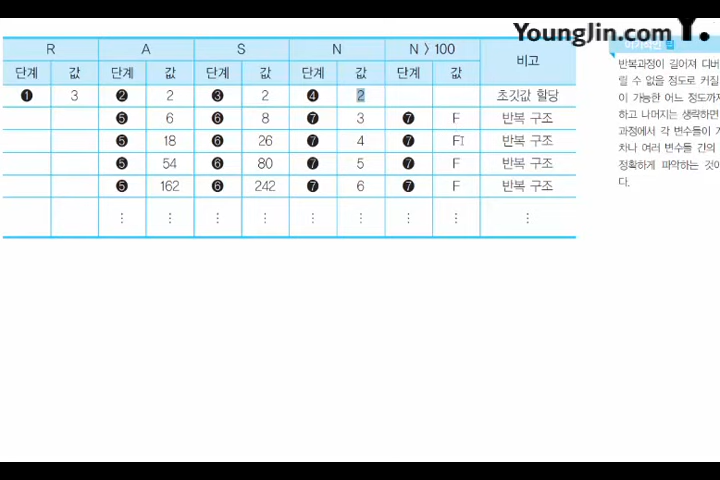 YoungJin.com Y.
R A S N N > 100 비고
단계 값 단계 값 단계 값 단계 값 단계 값
❶ 3 ❷ 2 ❸ 2 ❹ 2 초깃값 할당
❺ 6 ❻ 8 ❼ 3 ❼ F 반복 구조
❺ 18 ❻ 26 ❼ 4 ❼ FI 반복 구조
❺ 54 ❻ 80 ❼ 5 ❼ F 반복 구조
❺ 162 ❻ 242 ❼ 6 ❼ F 반복 구조
⋮ ⋮ ⋮ ⋮ ⋮ ⋮ ⋮ ⋮ ⋮
반복과정이 길어져 디버
릴 수 없을 정도로 커질
이 가능한 어느 정도까지
하고 나머지는 생략하면
과정에서 각 변수들이
차나 여러 변수들 간의
정확하게 파악하는 것이
다.